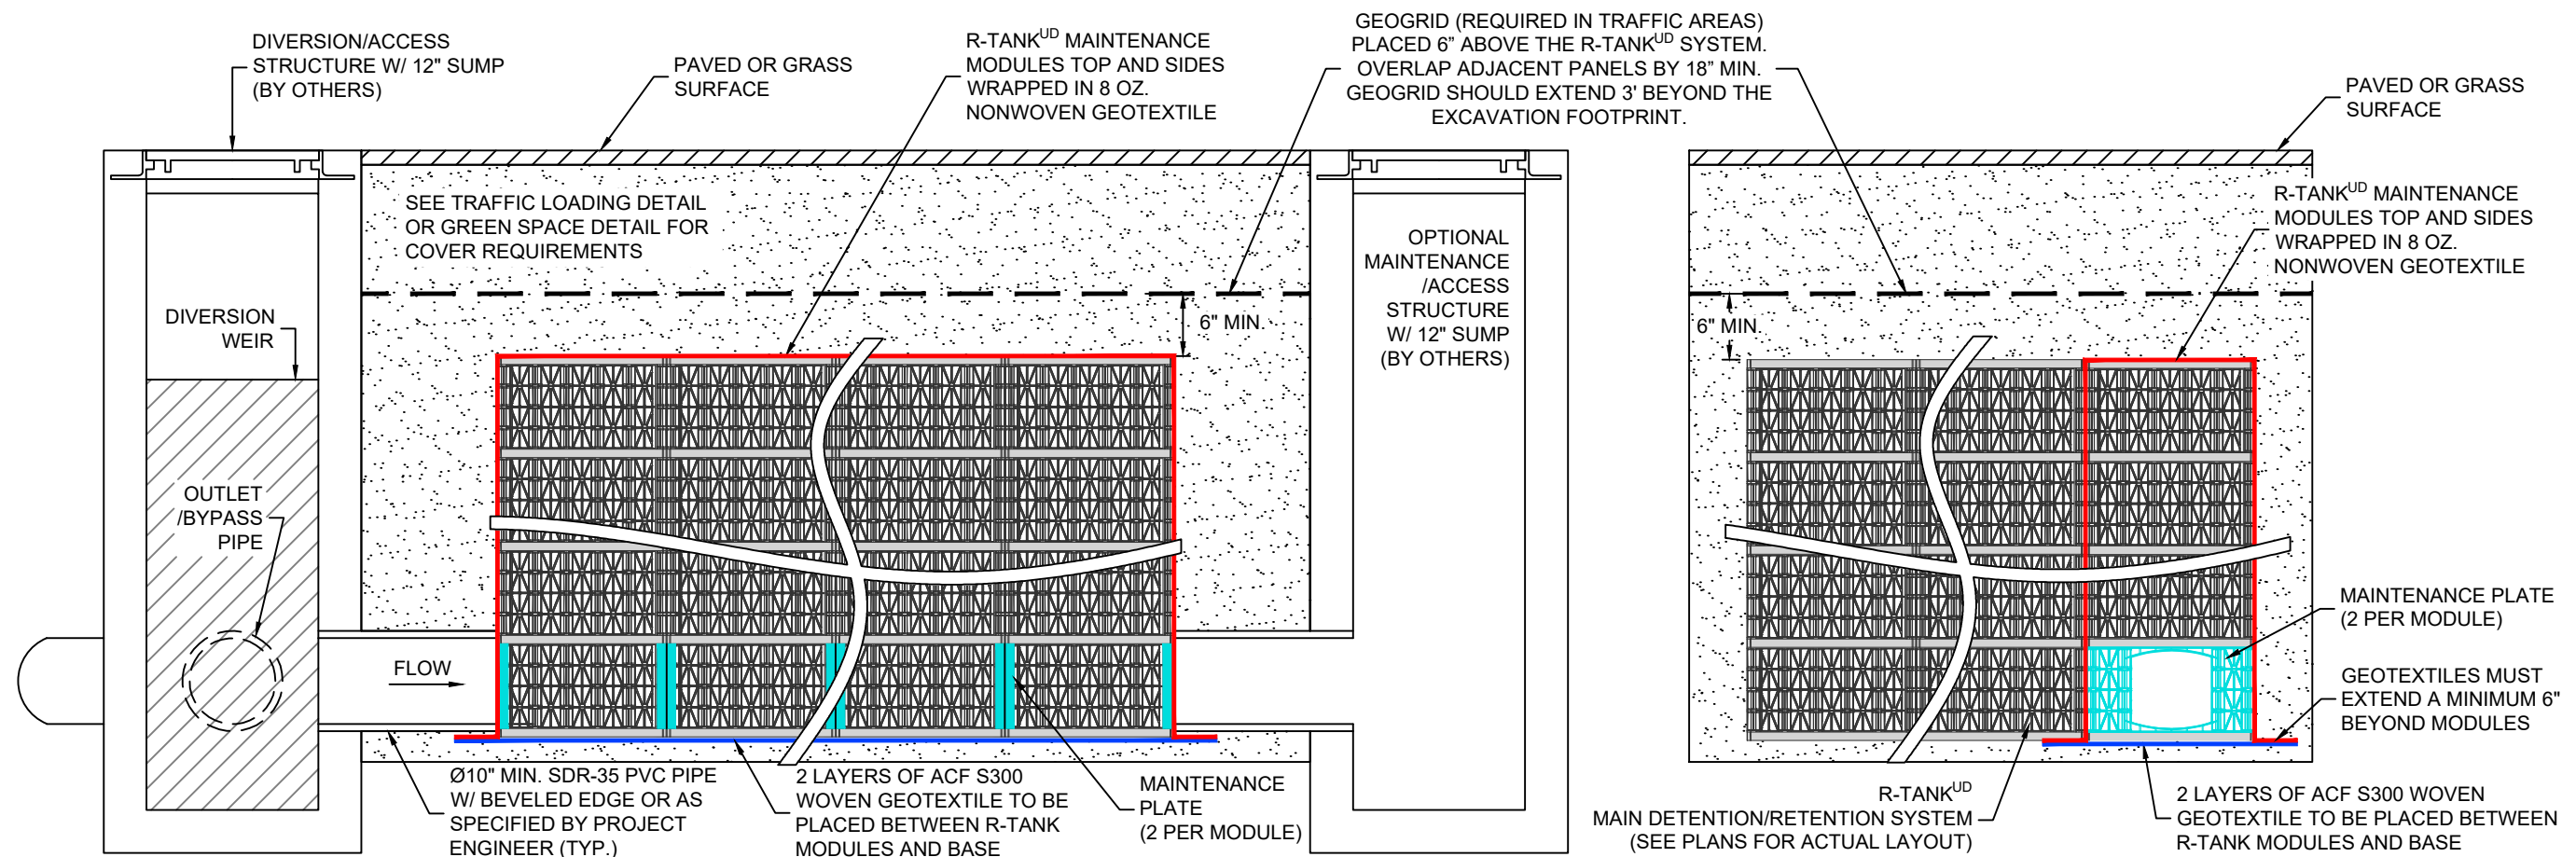 DIVERSION/ACCESS
STRUCTURE W/ 12" SUMP
(BY OTHERS)
PAVED OR GRASS
SURFACE
R-TANKUD MAINTENANCE
MODULES TOP AND SIDES
WRAPPED IN 8 OZ.
NONWOVEN GEOTEXTILE
GEOGRID (REQUIRED IN TRAFFIC AREAS)
PLACED 6” ABOVE THE R-TANKUD SYSTEM.
OVERLAP ADJACENT PANELS BY 18” MIN.
GEOGRID SHOULD EXTEND 3' BEYOND THE
EXCAVATION FOOTPRINT.
PAVED OR GRASS
SURFACE
SEE TRAFFIC LOADING DETAIL
OR GREEN SPACE DETAIL FOR
COVER REQUIREMENTS
OPTIONAL
MAINTENANCE
/ACCESS
STRUCTURE
W/ 12" SUMP
(BY OTHERS)
R-TANKUD MAINTENANCE
MODULES TOP AND SIDES
WRAPPED IN 8 OZ.
NONWOVEN GEOTEXTILE
DIVERSION
WEIR
6" MIN.
6" MIN.
OUTLET
/BYPASS
PIPE
FLOW
MAINTENANCE PLATE
(2 PER MODULE)
GEOTEXTILES MUST
EXTEND A MINIMUM 6"
BEYOND MODULES
Ø10" MIN. SDR-35 PVC PIPE
W/ BEVELED EDGE OR AS
SPECIFIED BY PROJECT
ENGINEER (TYP.)
2 LAYERS OF ACF S300
WOVEN GEOTEXTILE TO BE
PLACED BETWEEN R-TANK
MODULES AND BASE
MAINTENANCE
PLATE
(2 PER MODULE)
R-TANKUD
MAIN DETENTION/RETENTION SYSTEM
(SEE PLANS FOR ACTUAL LAYOUT)
2 LAYERS OF ACF S300 WOVEN
GEOTEXTILE TO BE PLACED BETWEEN
R-TANK MODULES AND BASE